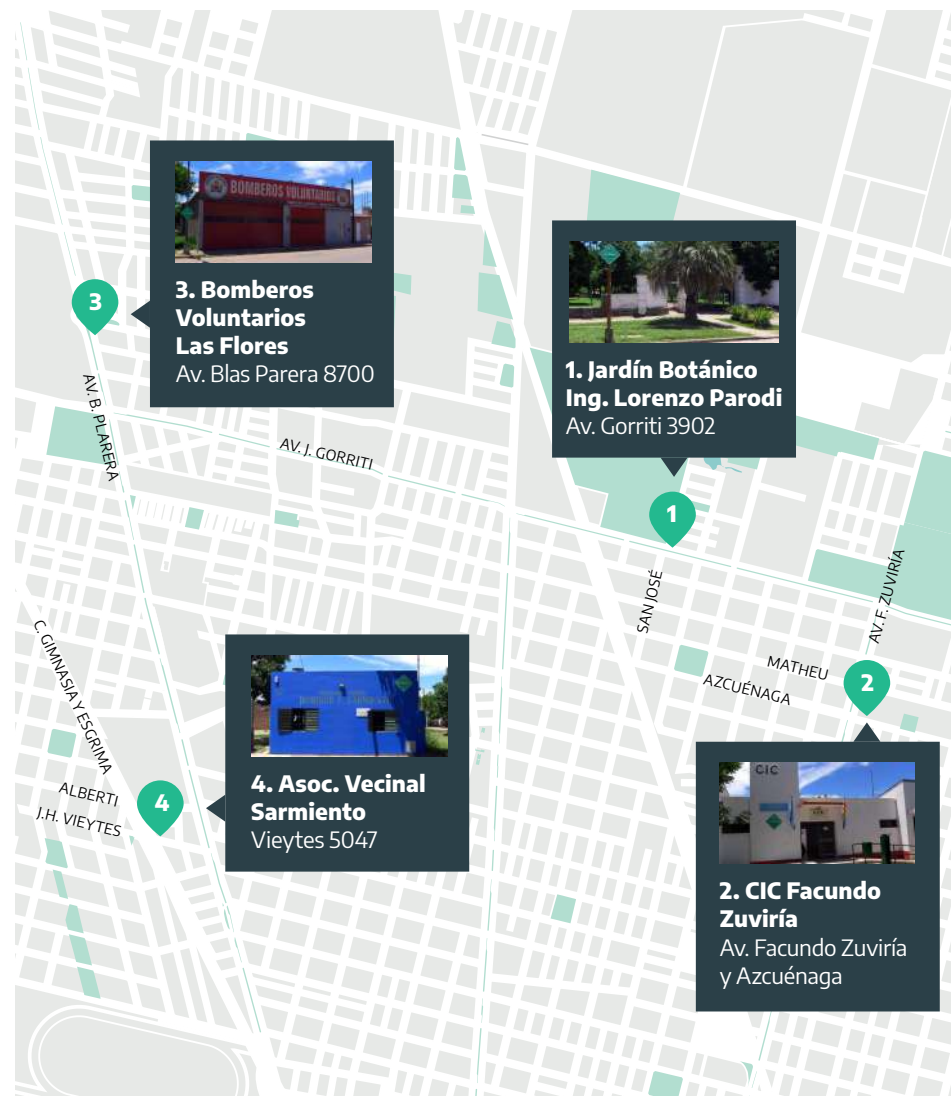 BOMBEROS VOLUNTARIOS
3
3. Bomberos
Voluntarios
Las Flores
Av. Blas Parera 8700
1. Jardín Botánico
Ing. Lorenzo Parodi
Av. Gorriti 3902
AV. B. PLARERA
AV. J. GORRITI
1
SAN JOSÉ
AV. F. ZUVIRÍA
MATHEU
AZCUÉNAGA
2
C. GIMNASIA Y ESGRIMA
ALBERTI
J.H. VIEYTES
4
4. Asoc. Vecinal
Sarmiento
Vieytes 5047
CIC
2. CIC Facundo
Zuviría
Av. Facundo Zuviría
y Azcuénaga